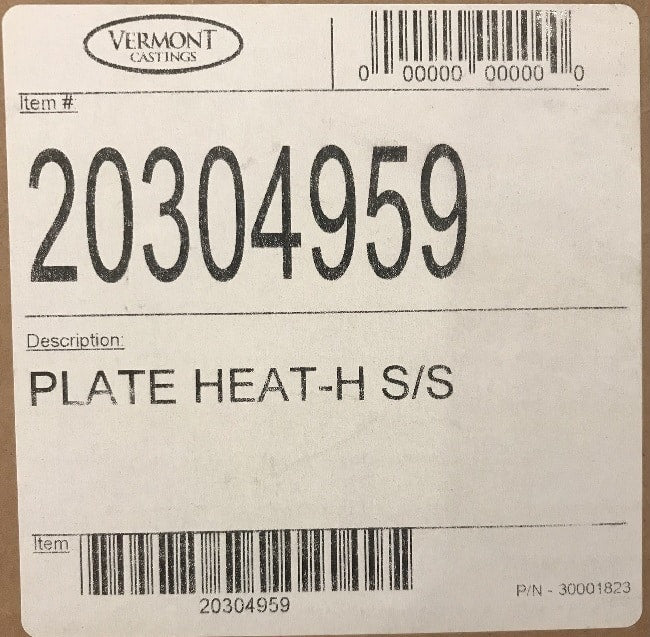 VERMONT
CASTINGS
0 00000 00000 0
Item #
20304959
Description:
PLATE HEAT-H S/S
Item
20304959
P/N - 30001823